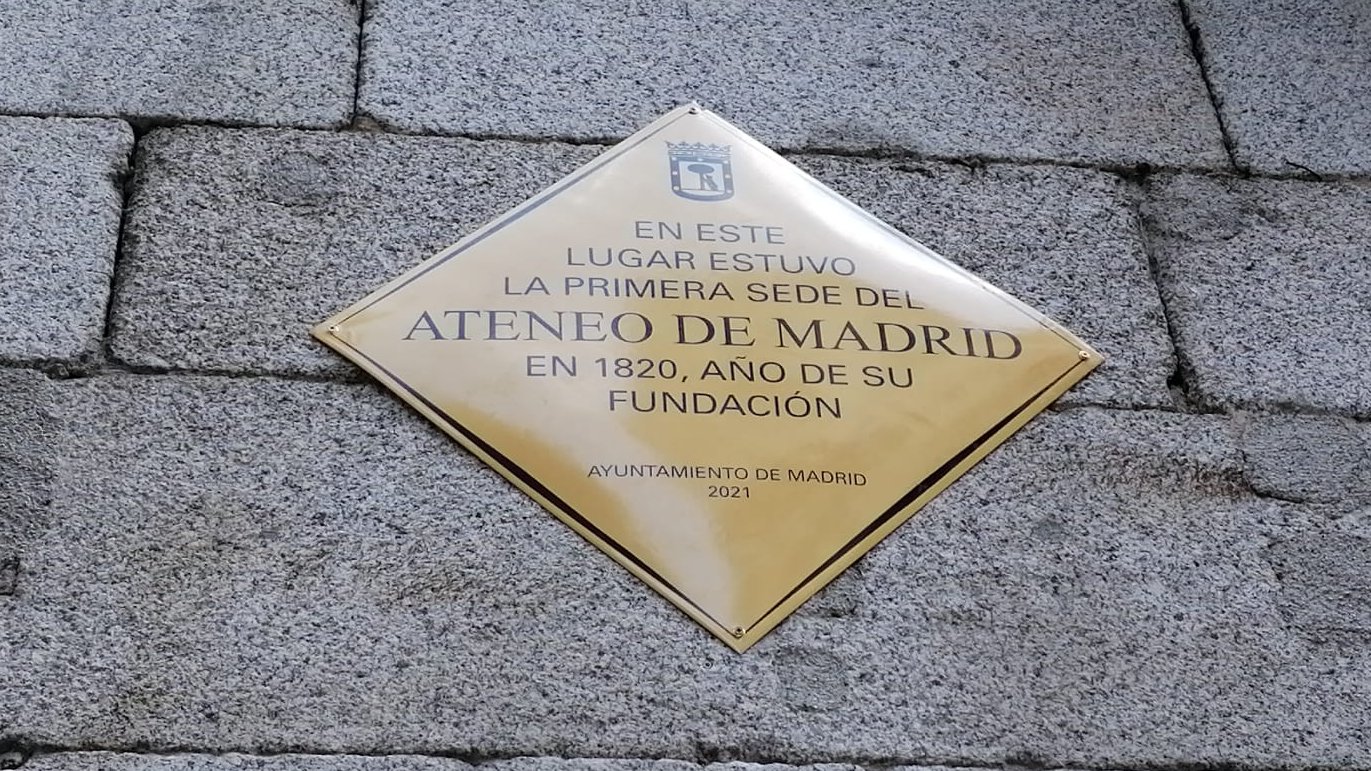 EN ESTE
LUGAR ESTUVO
LA PRIMERA SEDE DEL
ATENEO DE MADRID
EN 1820, AÑO DE SU
FUNDACIÓN
AYUNTAMIENTO DE MADRID
2021